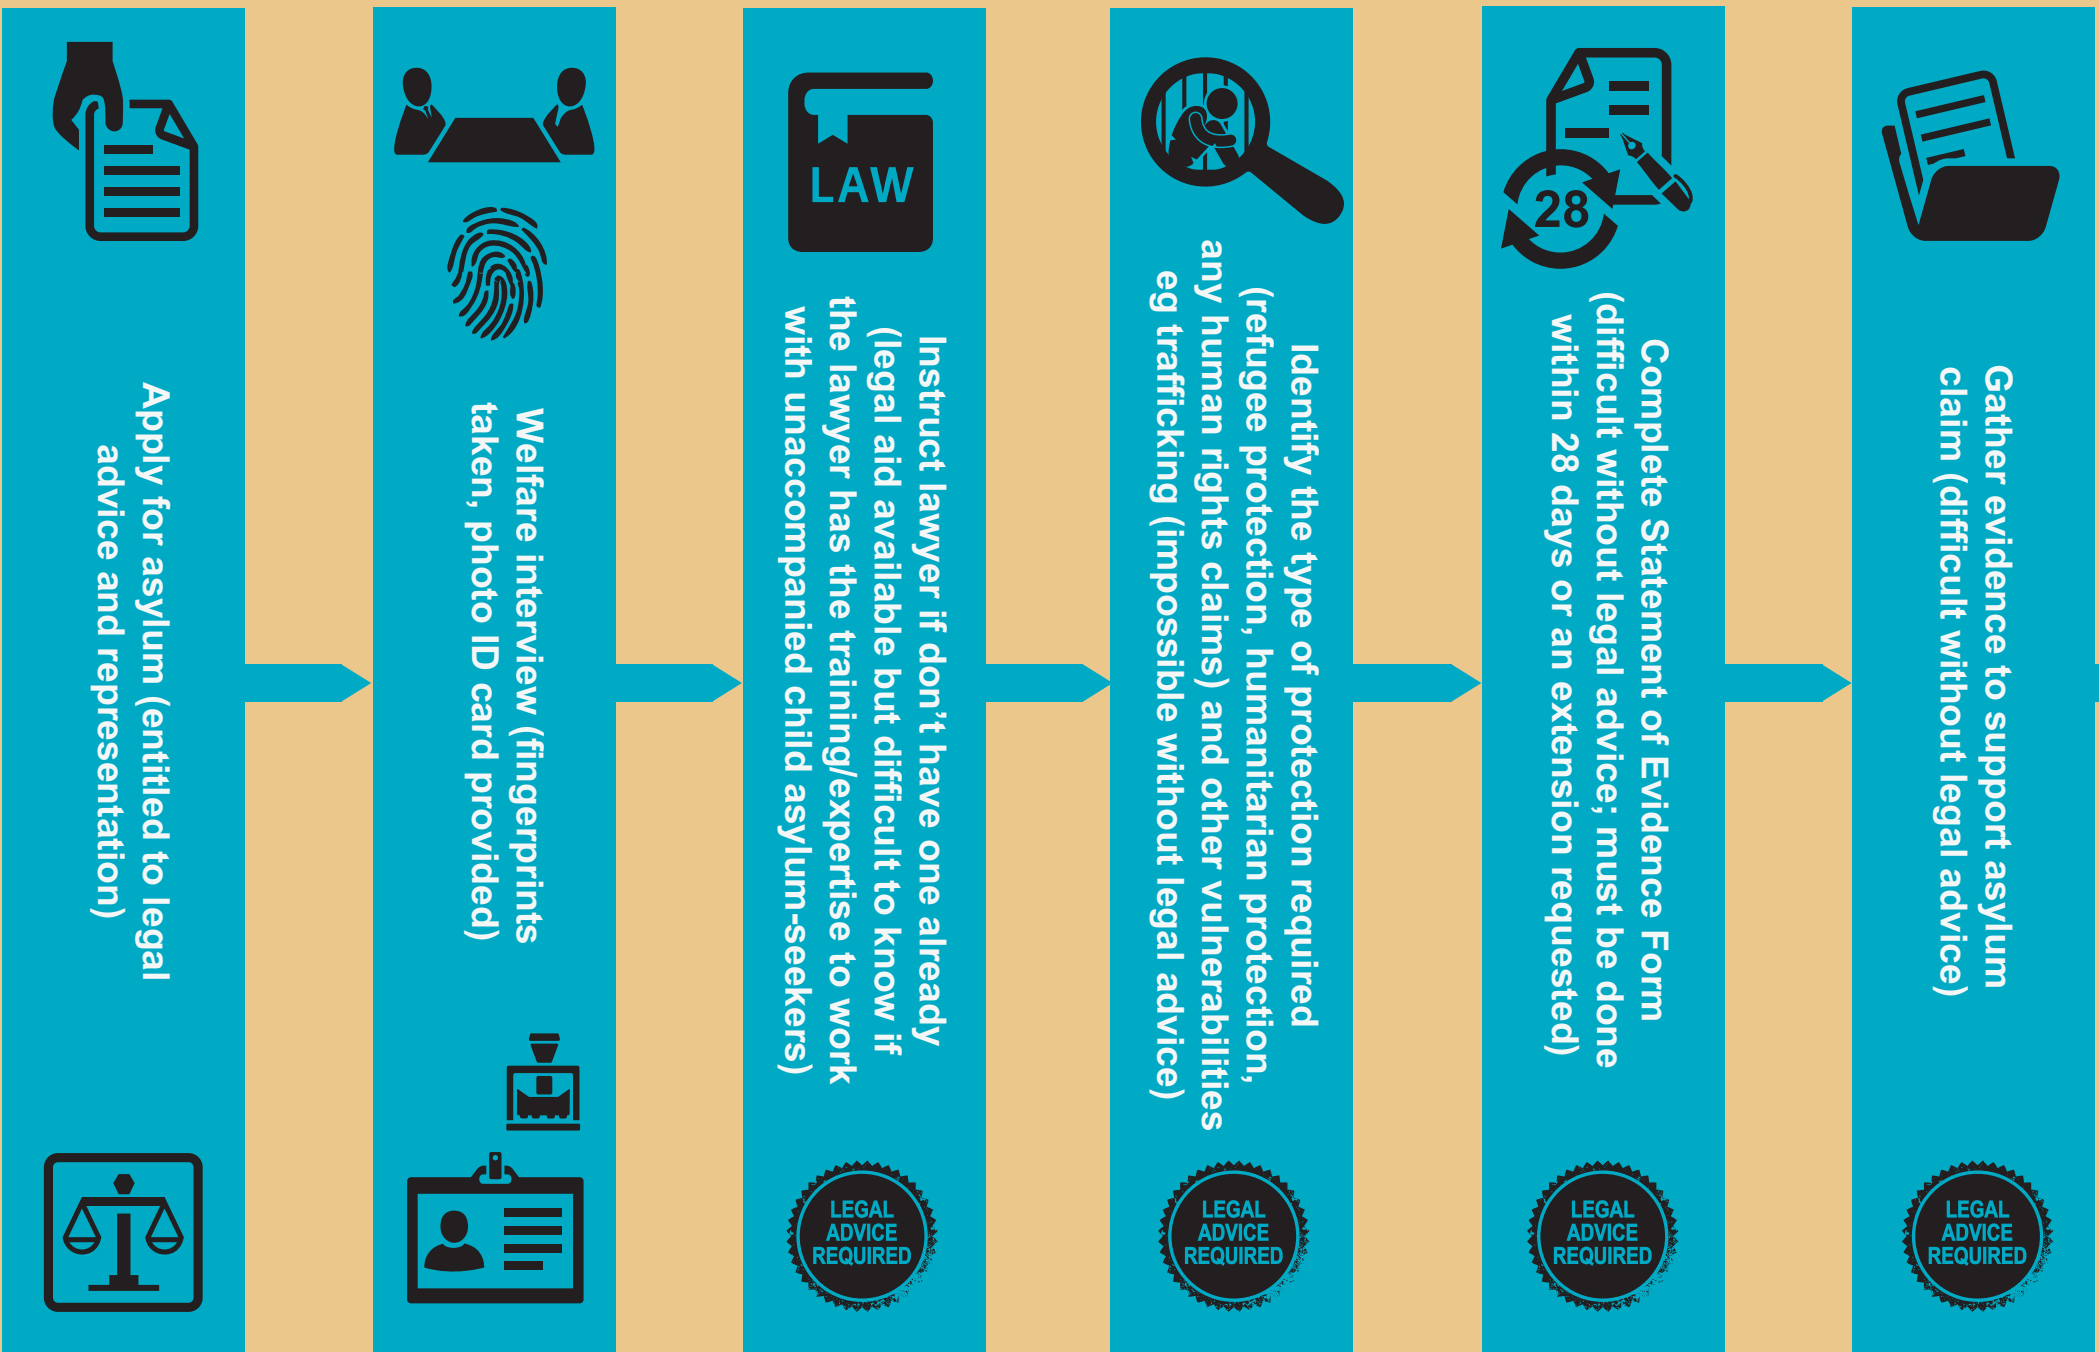 Apply for asylum (entitled to legal
advice and representation)
Welfare interview (fingerprints
taken, photo ID card provided)
LAW
Instruct lawyer if don’t have one already
(legal aid available but difficult to know if
the lawyer has the training/expertise to work
with unaccompanied child asylum-seekers)
LEGAL
ADVICE
REQUIRED
Identify the type of protection required
(refugee protection, humanitarian protection,
any human rights claims) and other vulnerabilities
eg trafficking (impossible without legal advice)
LEGAL
ADVICE
REQUIRED
28
Complete Statement of Evidence Form
(difficult without legal advice; must be done
within 28 days or an extension requested)
LEGAL
ADVICE
REQUIRED
Gather evidence to support asylum
claim (difficult without legal advice)
LEGAL
ADVICE
REQUIRED